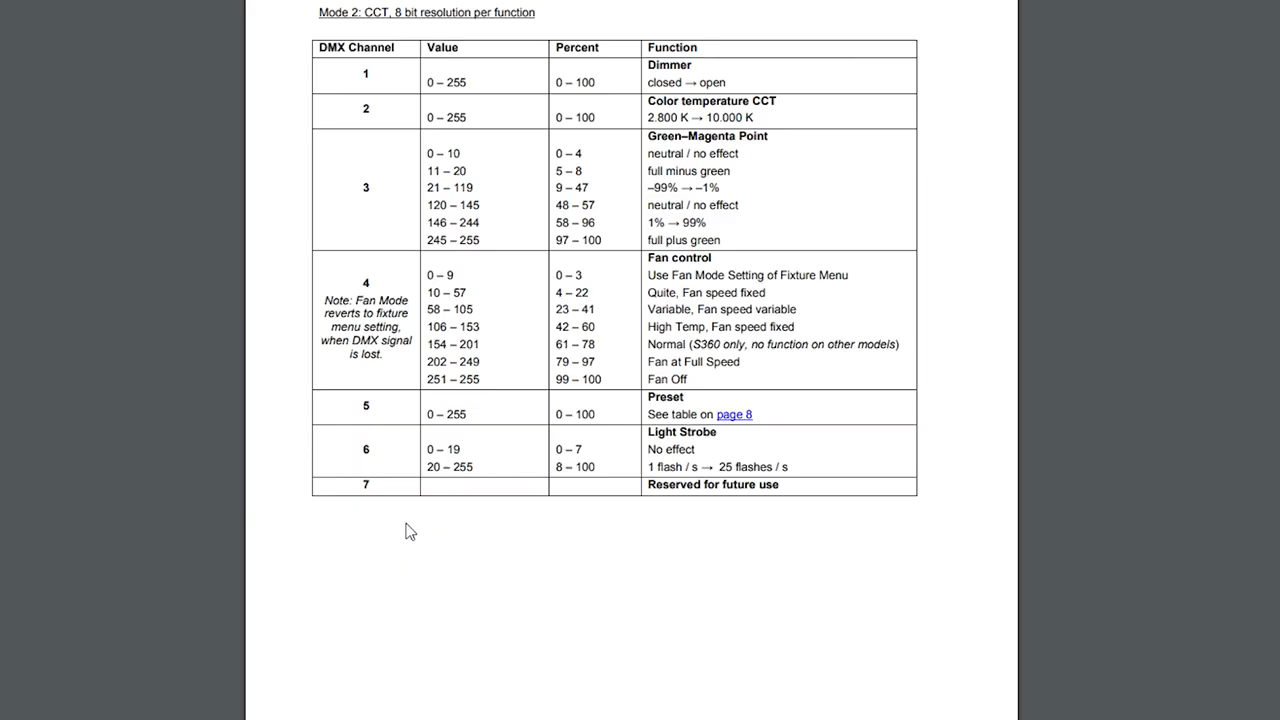 Mode 2: CCT, 8 bit resolution per function
DMX Channel Value Percent Function
1 Dimmer
0 – 255 0 – 100 closed → open
2 Color temperature CCT
0 – 255 0 – 100 2.800 K → 10.000 K
3 Green–Magenta Point
0 – 10 0 – 4 neutral / no effect
11 – 20 5 – 8 full minus green
21 – 119 9 – 47 –99% → –1%
120 – 145 48 – 57 neutral / no effect
146 – 244 58 – 96 1% → 99%
245 – 255 97 – 100 full plus green
4 Fan control
Note: Fan Mode
reverts to fixture
menu setting,
when DMX signal
is lost.
0 – 9 0 – 3 Use Fan Mode Setting of Fixture Menu
10 – 57 4 – 22 Quite, Fan speed fixed
58 – 105 23 – 41 Variable, Fan speed variable
106 – 153 42 – 60 High Temp, Fan speed fixed
154 – 201 61 – 78 Normal (S360 only, no function on other models)
202 – 249 79 – 97 Fan at Full Speed
251 – 255 99 – 100 Fan Off
5 Preset
0 – 255 0 – 100 See table on page 8
6 Light Strobe
0 – 19 0 – 7 No effect
20 – 255 8 – 100 1 flash / s → 25 flashes / s
7 Reserved for future use